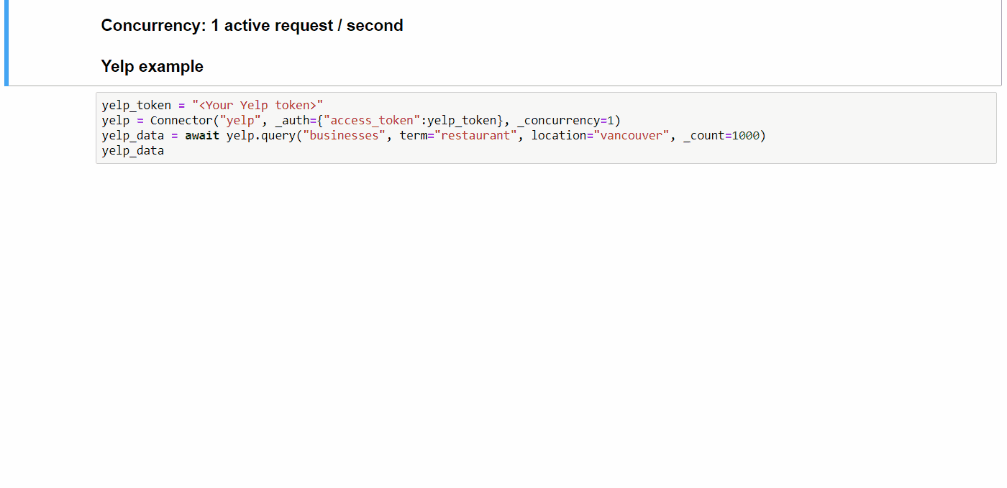 Concurrency: 1 active request / second
Yelp example
yelp_token = "<Your Yelp token>"
yelp = Connector("yelp", _auth={"access_token":yelp_token}, _concurrency=1)
yelp_data = await yelp.query("businesses", term="restaurant", location="vancouver", _count=1000)
yelp_data